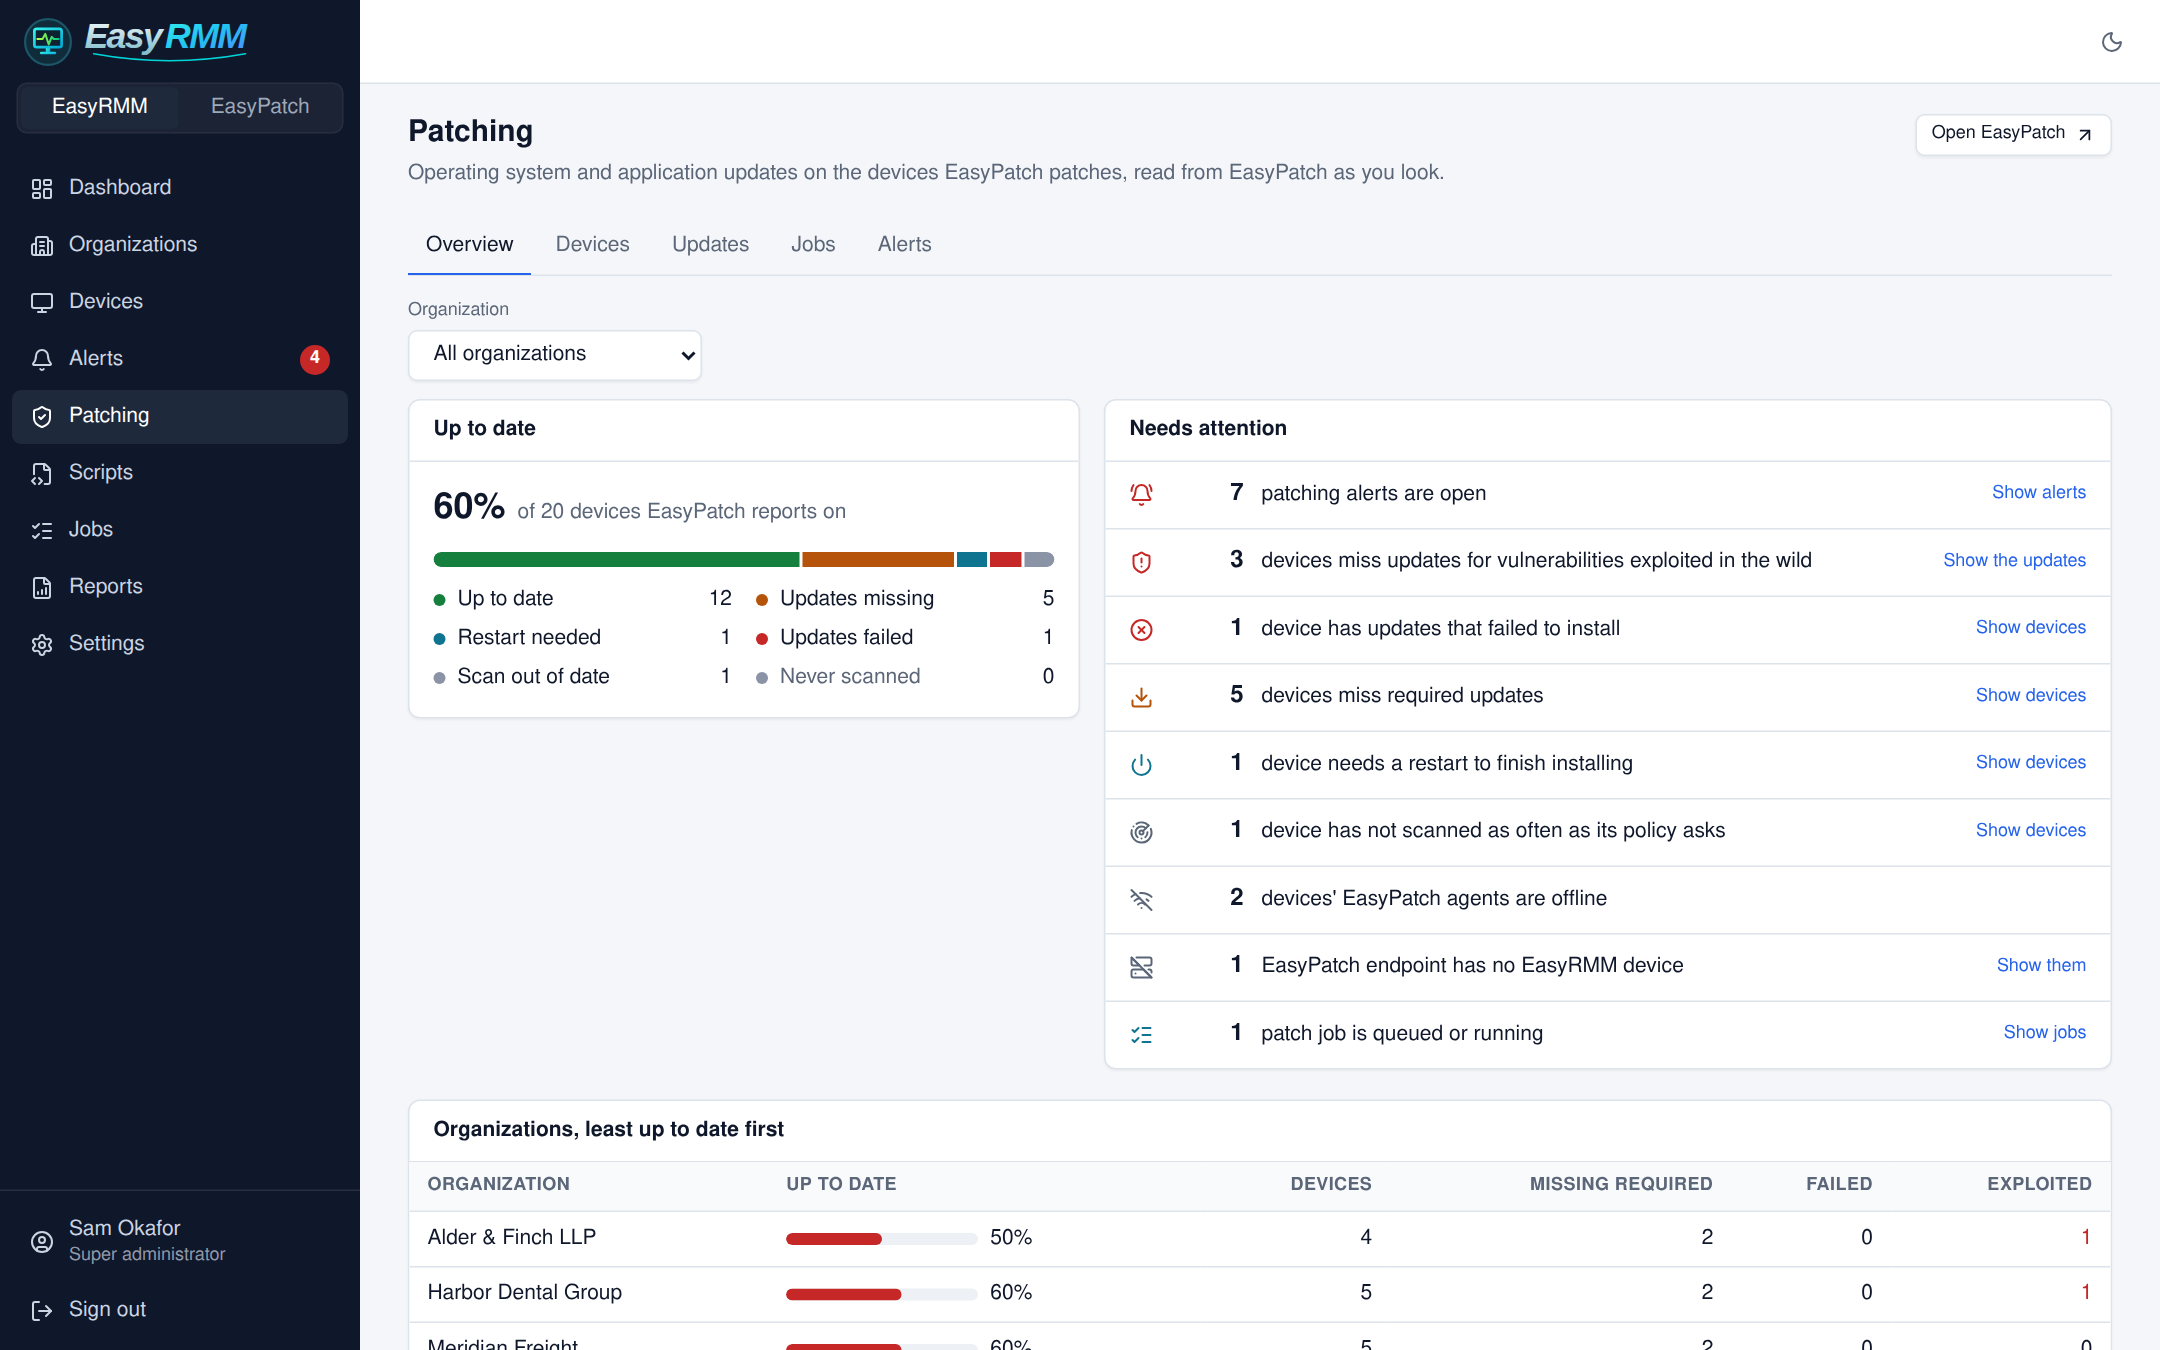 EasyRMM
EasyRMM EasyPatch
Dashboard
Organizations
Devices
Alerts 4
Patching
Scripts
Jobs
Reports
Settings
Sam Okafor
Super administrator
Sign out
Patching
Open EasyPatch
Operating system and application updates on the devices EasyPatch patches, read from EasyPatch as you look.
Overview Devices Updates Jobs Alerts
Organization
All organizations
Up to date
60% of 20 devices EasyPatch reports on
Up to date 12 Updates missing 5
Restart needed 1 Updates failed 1
Scan out of date 1 Never scanned 0
Needs attention
7 patching alerts are open Show alerts
3 devices miss updates for vulnerabilities exploited in the wild Show the updates
1 device has updates that failed to install Show devices
5 devices miss required updates Show devices
1 device needs a restart to finish installing Show devices
1 device has not scanned as often as its policy asks Show devices
2 devices' EasyPatch agents are offline
1 EasyPatch endpoint has no EasyRMM device Show them
1 patch job is queued or running Show jobs
Organizations, least up to date first
ORGANIZATION UP TO DATE DEVICES MISSING REQUIRED FAILED EXPLOITED
Alder & Finch LLP 50% 4 2 0 1
Harbor Dental Group 60% 5 2 0 1
Meridian Freight 60% 5 2 0 0